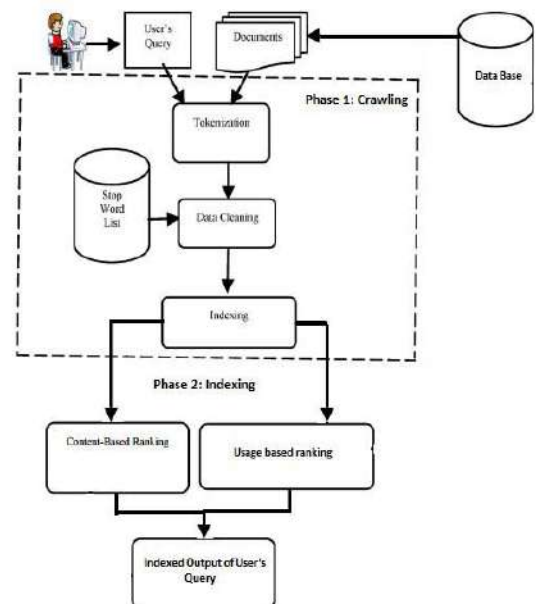 User's
Query
Documents
Data Base
Phase 1: Crawling
Tokenization
Stop
Word
List
Data Cleaning
Indexing
Phase 2: Indexing
Content-Based Ranking
Usage based ranking
Indexed Output of User's
Query